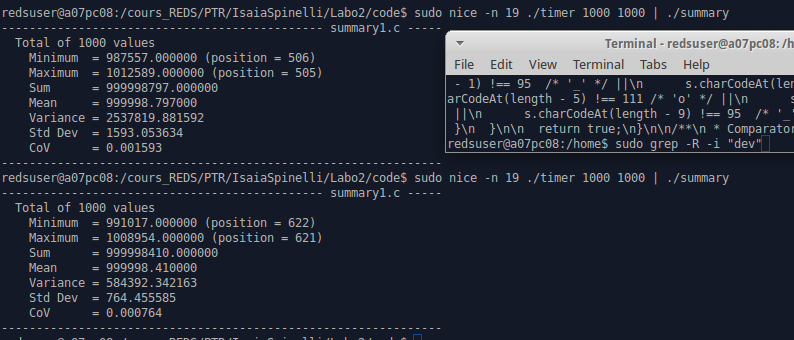 redsuser@a07pc08:/cours_REDS/PTR/IsaiaSpinelli/Labo2/code$ sudo nice -n 19 ./timer 1000 1000 | ./summary
---------------------------------------------- summary1.c -----
Total of 1000 values
Minimum = 987557.000000 (position = 506)
Maximum = 1012589.000000 (position = 505)
Sum = 999998797.000000
Mean = 999998.797000
Variance = 2537819.881592
Std Dev = 1593.053634
CoV = 0.001593
---------------------------------------------------------------
redsuser@a07pc08:/cours_REDS/PTR/IsaiaSpinelli/Labo2/code$ sudo nice -n 19 ./timer 1000 1000 | ./summary
---------------------------------------------- summary1.c -----
Total of 1000 values
Minimum = 991017.000000 (position = 622)
Maximum = 1008954.000000 (position = 621)
Sum = 999998410.000000
Mean = 999998.410000
Variance = 584392.342163
Std Dev = 764.455585
CoV = 0.000764
---------------------------------------------------------------
redsuser@a07pc08:/cours_REDS/PTR/IsaiaSpinelli/Labo2/code$
Terminal - redsuser@a07pc08: /h
File Edit View Terminal Tabs Help
- 1) !== 95 /* '_' */ ||\n s.charCodeAt(len
arCodeAt(length - 5) !== 111 /* 'o' */ ||\n s
||\n s.charCodeAt(length - 9) !== 95 /* '_'
}\n }\n\n return true;\n}\n\n/**\n * Comparator
redsuser@a07pc08:/home$ sudo grep -R -i "dev"